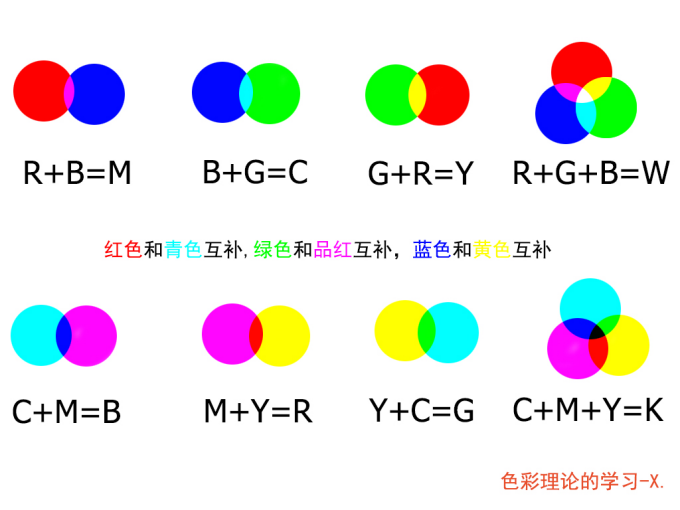 R+B=M B+G=C G+R=Y R+G+B=W
红色和青色互补,绿色和品红互补，蓝色和黄色互补
C+M=B M+Y=R Y+C=G C+M+Y=K
色彩理论的学习-X.